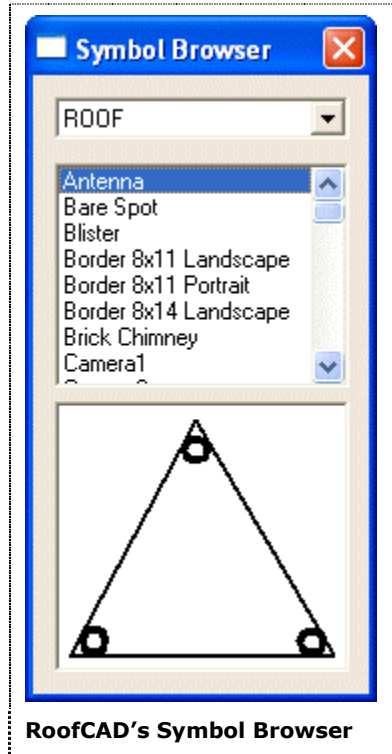 Symbol Browser
ROOF
Antenna
Bare Spot
Blister
Border 8x11 Landscape
Border 8x11 Portrait
Border 8x14 Landscape
Brick Chimney
Camera1
RoofCAD's Symbol Browser